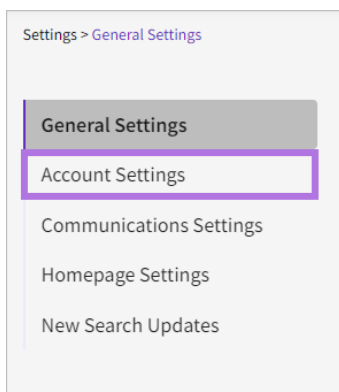 Settings > General Settings
General Settings
Account Settings
Communications Settings
Homepage Settings
New Search Updates